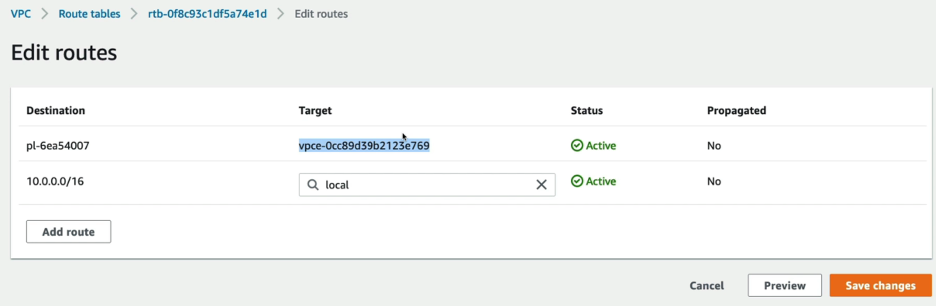 VPC > Route tables > rtb-0f8c93c1df5a74e1d > Edit routes
Edit routes
Destination Target Status Propagated
pl-6ea54007 vpce-0cc89d39b2123e769 Active No
10.0.0.0/16 local Active No
Add route
Cancel Preview Save changes